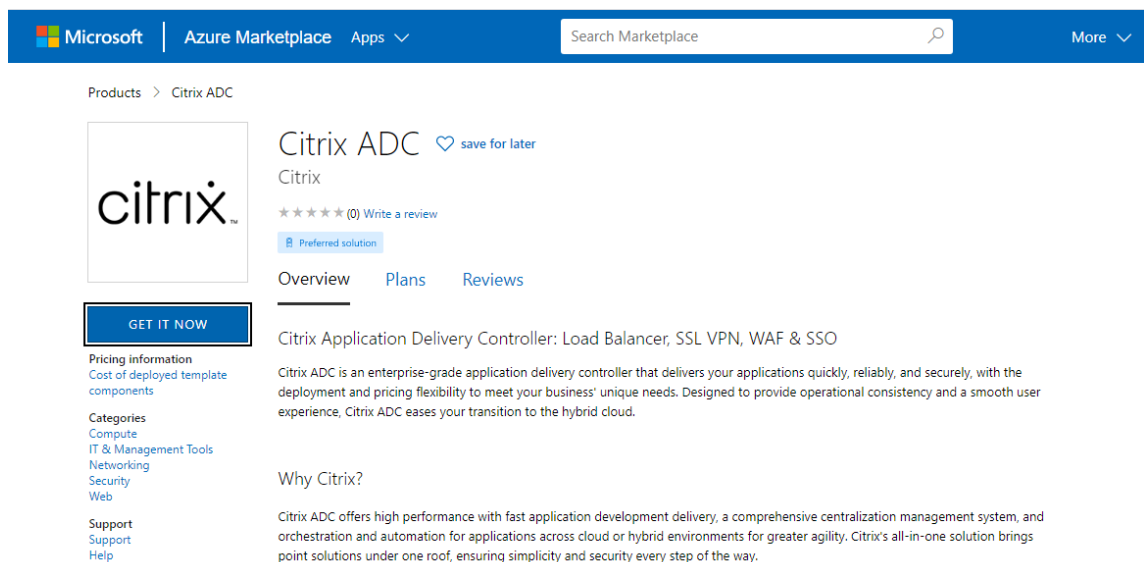 Microsoft
Azure Marketplace
Apps
Search Marketplace
More
Products > Citrix ADC
citrix™
Citrix ADC
save for later
Citrix
(0) Write a review
Preferred solution
Overview
Plans
Reviews
GET IT NOW
Pricing information
Cost of deployed template
components
Categories
Compute
IT & Management Tools
Networking
Security
Web
Support
Support
Help
Citrix Application Delivery Controller: Load Balancer, SSL VPN, WAF & SSO
Citrix ADC is an enterprise-grade application delivery controller that delivers your applications quickly, reliably, and securely, with the
deployment and pricing flexibility to meet your business' unique needs. Designed to provide operational consistency and a smooth user
experience, Citrix ADC eases your transition to the hybrid cloud.
Why Citrix?
Citrix ADC offers high performance with fast application development delivery, a comprehensive centralization management system, and
orchestration and automation for applications across cloud or hybrid environments for greater agility. Citrix's all-in-one solution brings
point solutions under one roof, ensuring simplicity and security every step of the way.